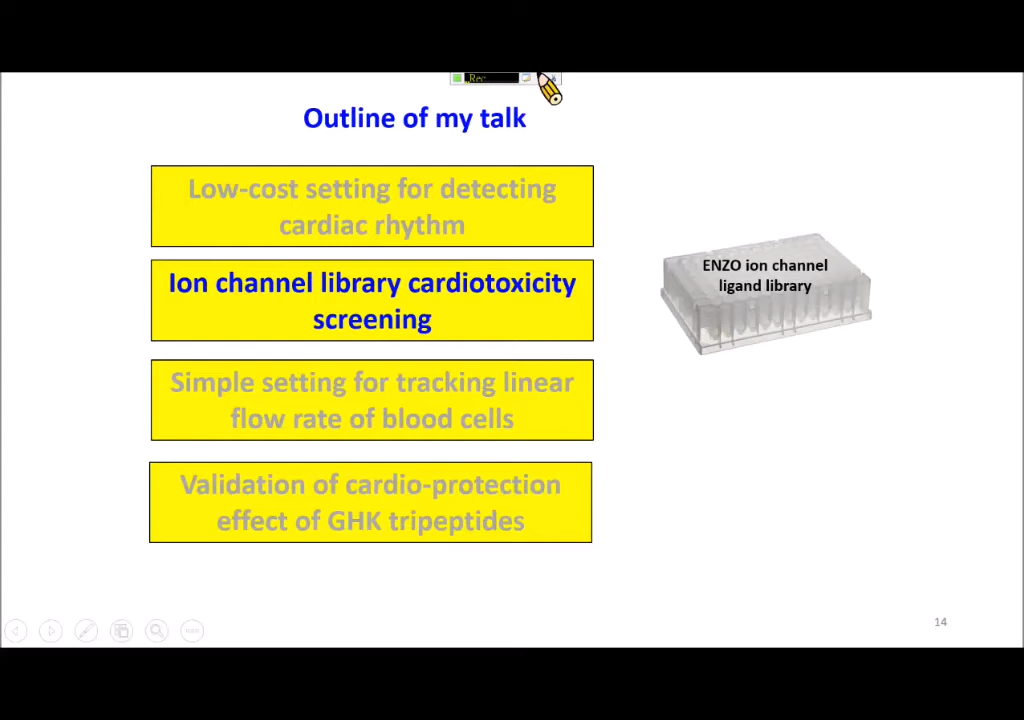 Rec
Outline of my talk
Low-cost setting for detecting
cardiac rhythm
Ion channel library cardiotoxicity
screening
ENZO ion channel
ligand library
Simple setting for tracking linear
flow rate of blood cells
Validation of cardio-protection
effect of GHK tripeptides
14